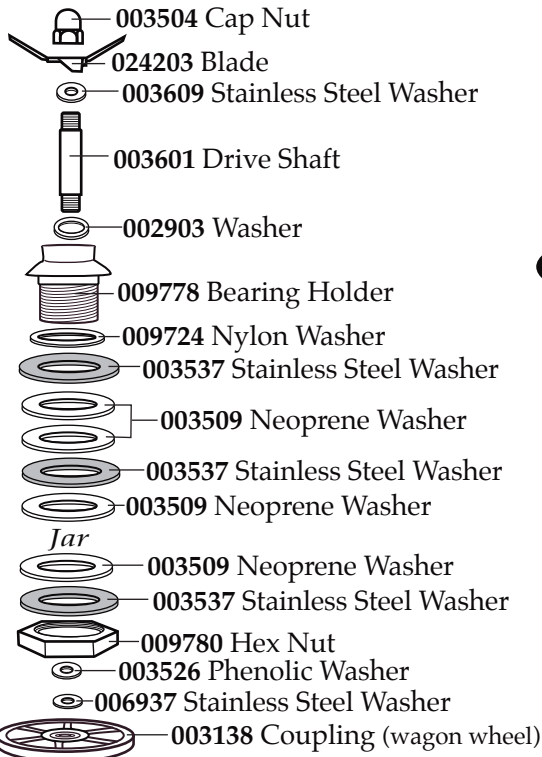 003504 Cap Nut
024203 Blade
003609 Stainless Steel Washer
003601 Drive Shaft
002903 Washer
009778 Bearing Holder
009724 Nylon Washer
003537 Stainless Steel Washer
003509 Neoprene Washer
003537 Stainless Steel Washer
003509 Neoprene Washer
Jar
003509 Neoprene Washer
003537 Stainless Steel Washer
009780 Hex Nut
003526 Phenolic Washer
006937 Stainless Steel Washer
003138 Coupling (wagon wheel)